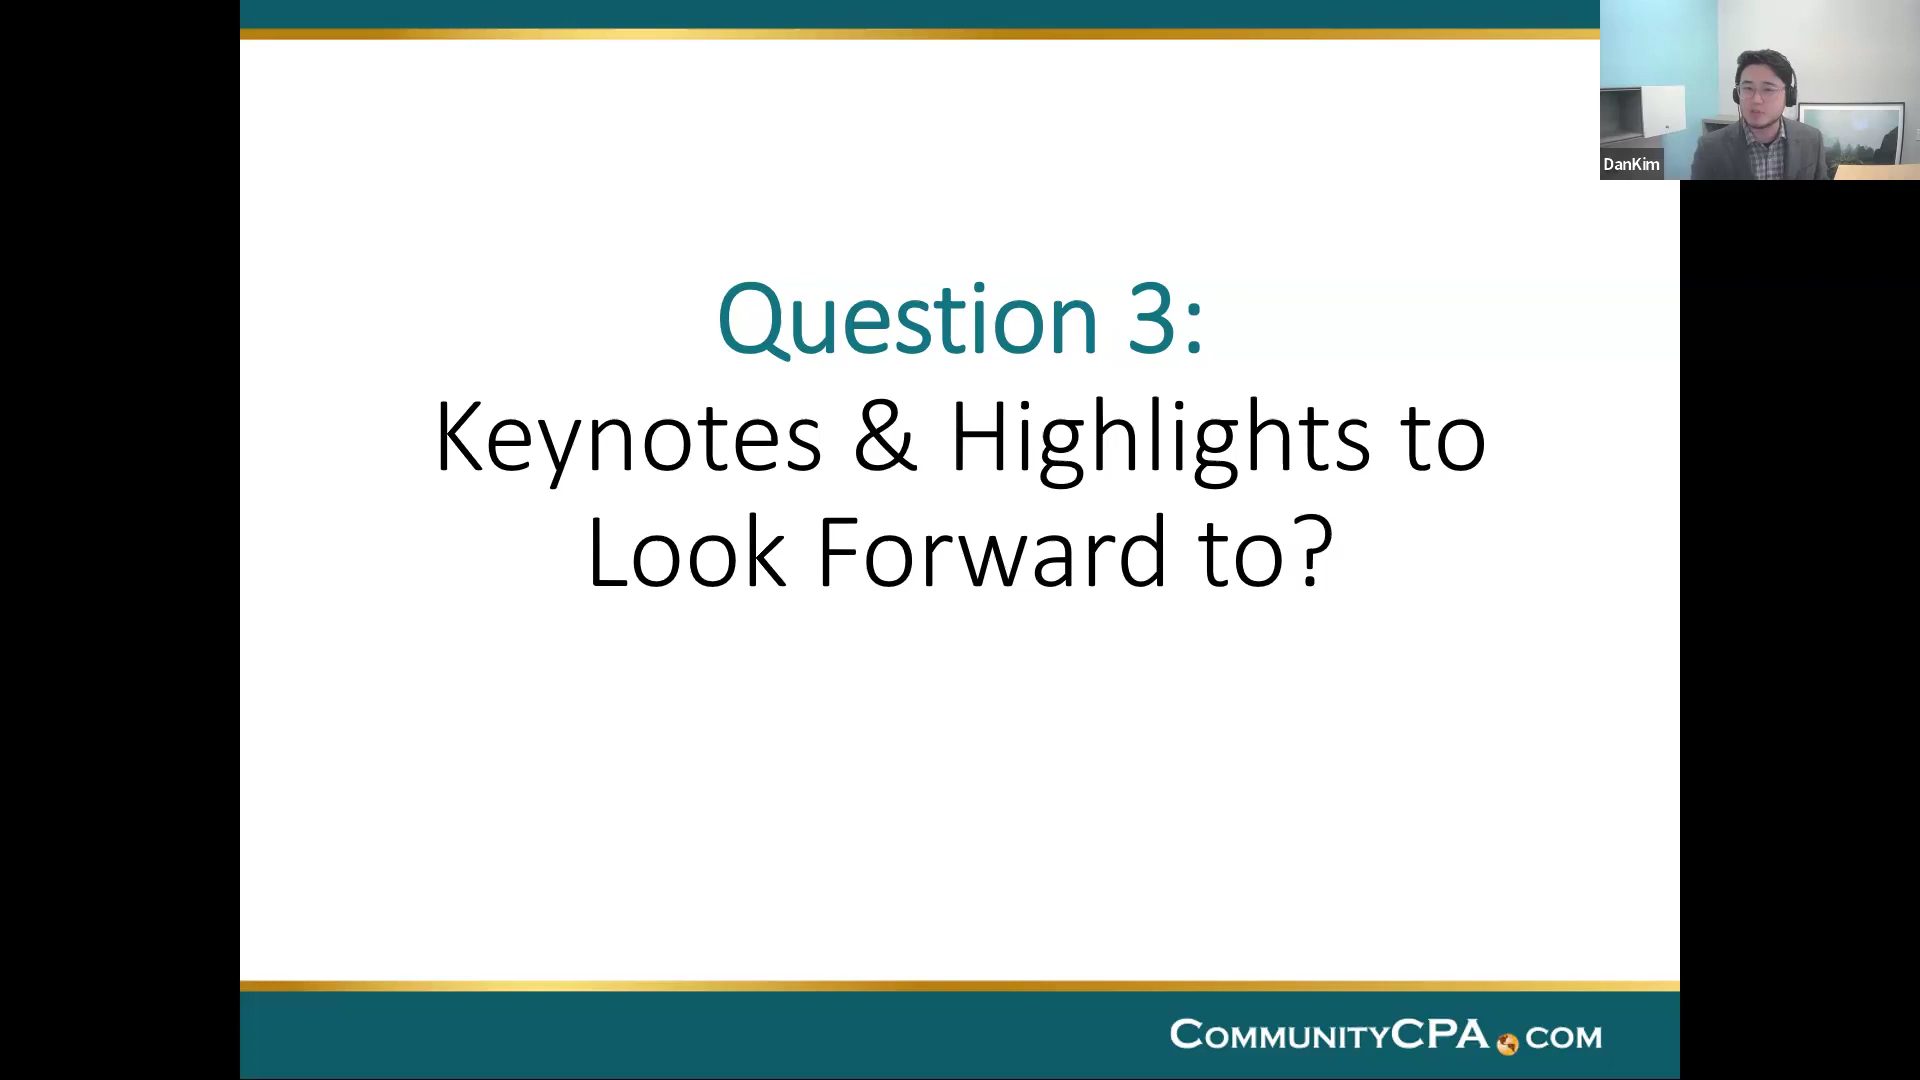 DanKim
Question 3:
Keynotes & Highlights to
Look Forward to?
COMMUNITYCPA.COM